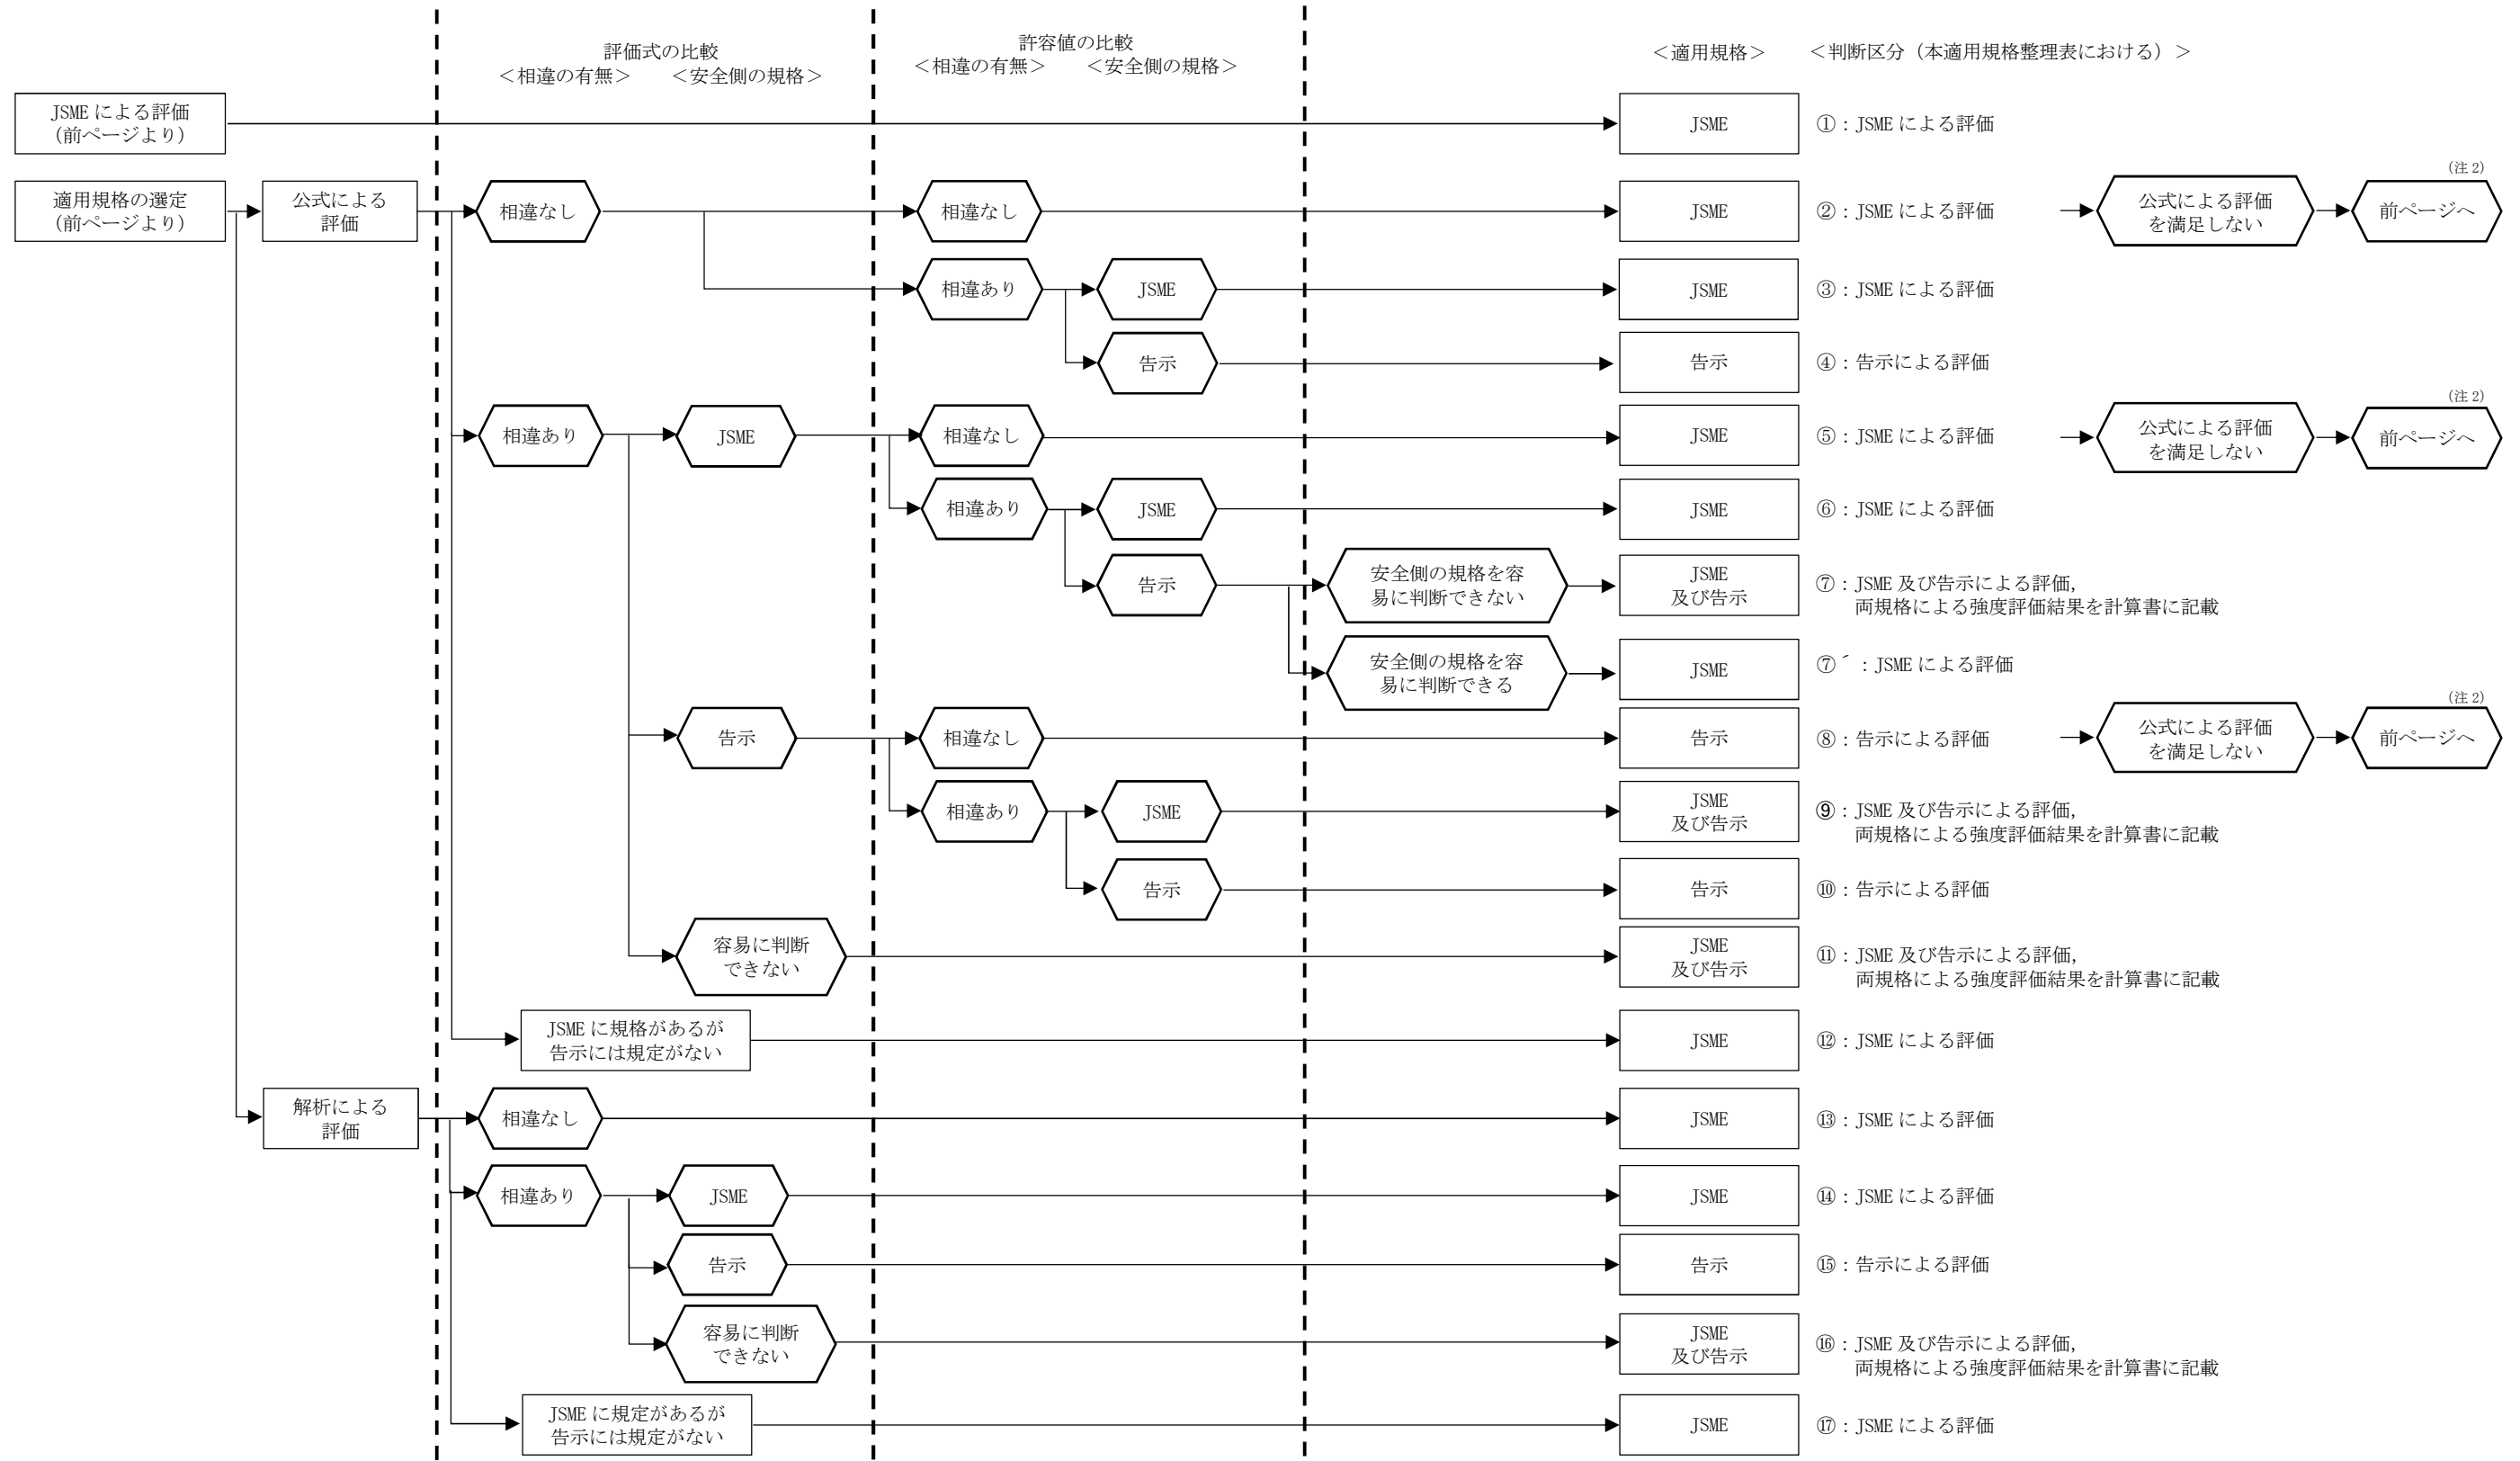 評価式の比較
＜相違の有無＞ ＜安全側の規格＞
許容値の比較
＜相違の有無＞ ＜安全側の規格＞
＜適用規格＞ ＜判断区分（本適用規格整理表における）＞
JSME による評価
（前ページより）
JSME
①：JSME による評価
適用規格の選定
（前ページより）
公式による
評価
相違なし
相違なし
JSME
②：JSME による評価
公式による評価
を満足しない
（注 2）
前ページへ
相違あり
JSME
JSME
③：JSME による評価
告示
告示
④：告示による評価
相違あり
JSME
相違なし
JSME
⑤：JSME による評価
公式による評価
を満足しない
（注 2）
前ページへ
相違あり
JSME
JSME
⑥：JSME による評価
告示
安全側の規格を容
易に判断できない
JSME
及び告示
⑦：JSME 及び告示による評価，
両規格による強度評価結果を計算書に記載
安全側の規格を容
易に判断できる
JSME
⑦´：JSME による評価
告示
相違なし
告示
⑧：告示による評価
公式による評価
を満足しない
（注 2）
前ページへ
相違あり
JSME
JSME
及び告示
⑨：JSME 及び告示による評価，
両規格による強度評価結果を計算書に記載
告示
告示
⑩：告示による評価
容易に判断
できない
JSME
及び告示
⑪：JSME 及び告示による評価，
両規格による強度評価結果を計算書に記載
JSME に規格があるが
告示には規定がない
JSME
⑫：JSME による評価
解析による
評価
相違なし
JSME
⑬：JSME による評価
相違あり
JSME
JSME
⑭：JSME による評価
告示
告示
⑮：告示による評価
容易に判断
できない
JSME
及び告示
⑯：JSME 及び告示による評価，
両規格による強度評価結果を計算書に記載
JSME に規定があるが
告示には規定がない
JSME
⑰：JSME による評価